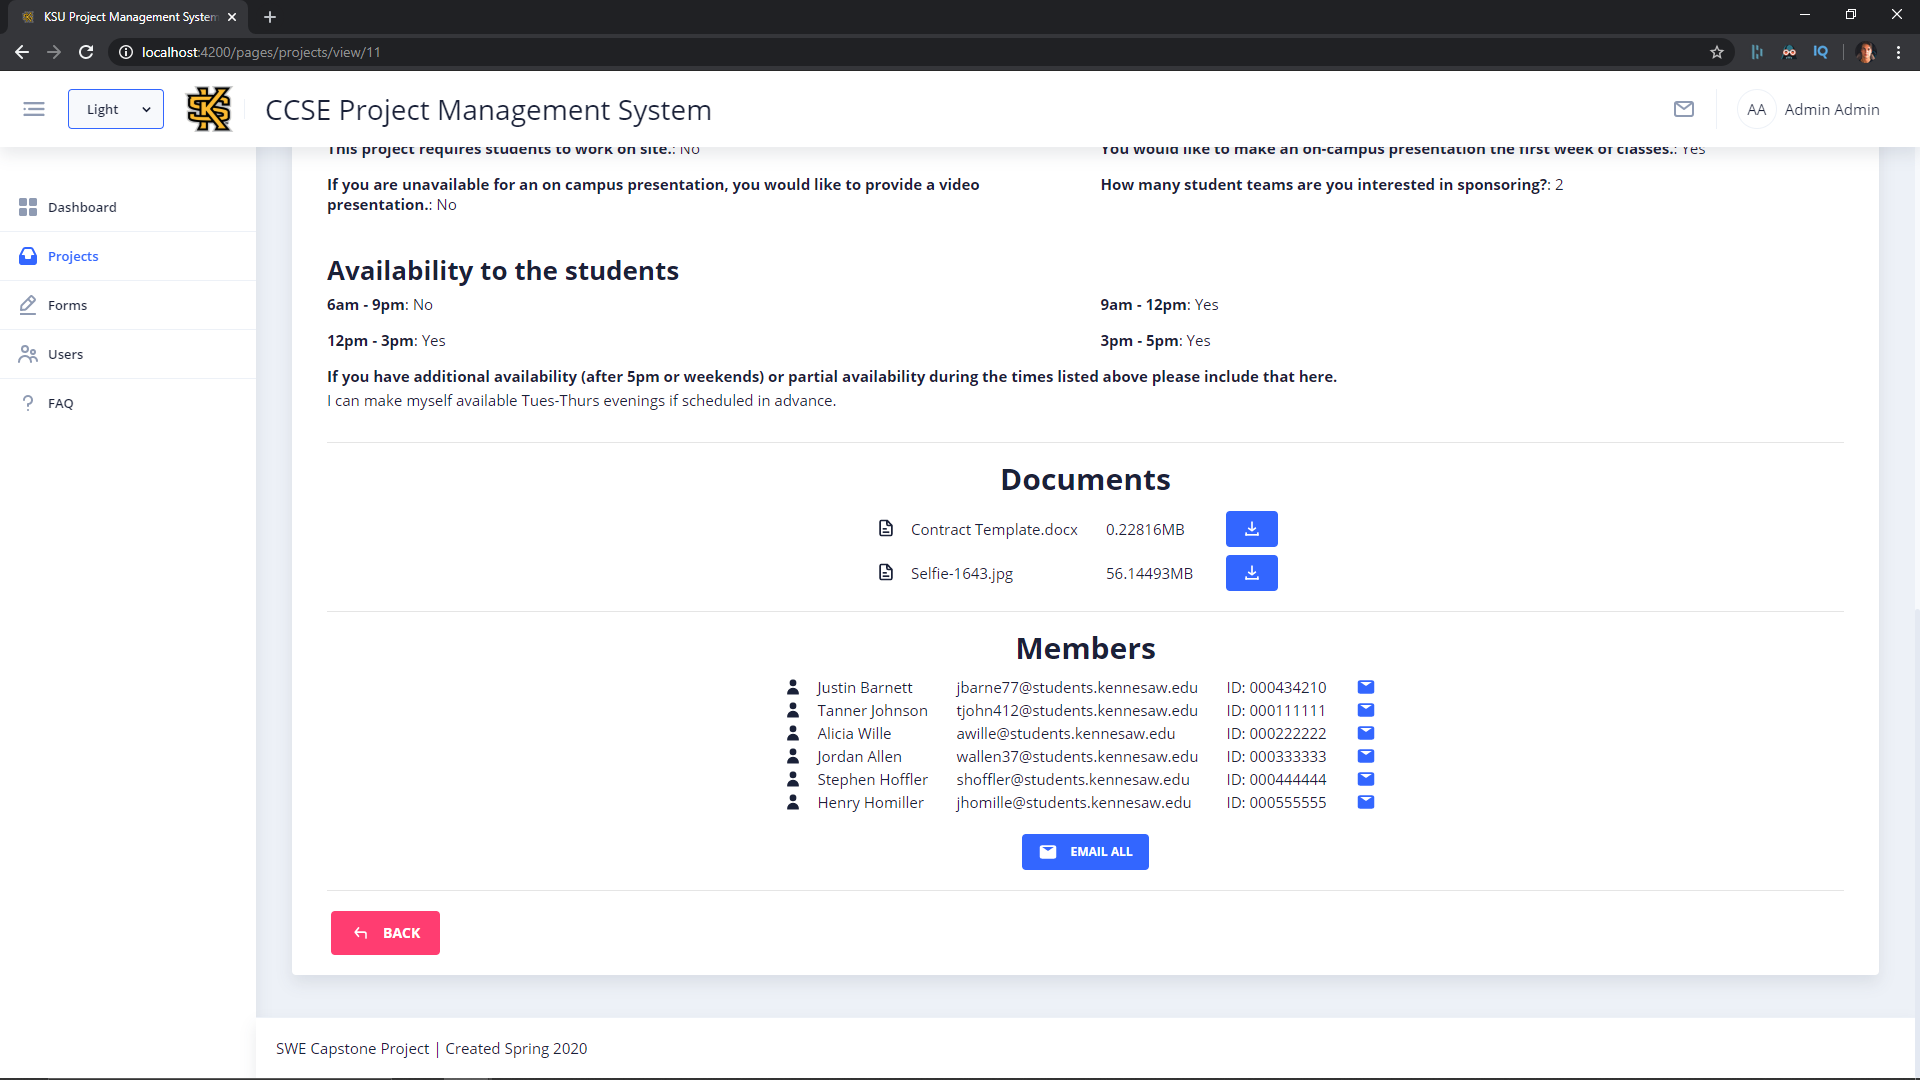 KSU Project Management System
localhost:4200/pages/projects/view/11
IQ
Light
KS
CCSE Project Management System
AA Admin Admin
This project requires students to work on site.: No
You would like to make an on-campus presentation the first week of classes.: Yes
If you are unavailable for an on campus presentation, you would like to provide a video
presentation.: No
How many student teams are you interested in sponsoring?: 2
Dashboard
Projects
Forms
Users
? FAQ
Availability to the students
6am - 9pm: No
9am - 12pm: Yes
12pm - 3pm: Yes
3pm - 5pm: Yes
If you have additional availability (after 5pm or weekends) or partial availability during the times listed above please include that here.
I can make myself available Tues-Thurs evenings if scheduled in advance.
Documents
Contract Template.docx 0.22816MB
Selfie-1643.jpg 56.14493MB
Members
Justin Barnett jbarne77@students.kennesaw.edu ID: 000434210
Tanner Johnson tjohn412@students.kennesaw.edu ID: 000111111
Alicia Wille awille@students.kennesaw.edu ID: 000222222
Jordan Allen wallen37@students.kennesaw.edu ID: 000333333
Stephen Hoffler shoffler@students.kennesaw.edu ID: 000444444
Henry Homiller jhomille@students.kennesaw.edu ID: 000555555
EMAIL ALL
BACK
SWE Capstone Project | Created Spring 2020